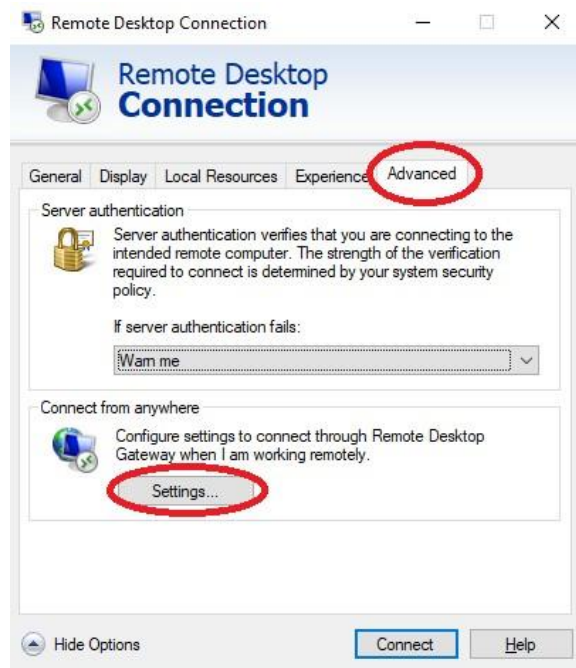 Remote Desktop Connection
Remote Desktop
Connection
General Display Local Resources Experience Advanced
Server authentication
Server authentication verifies that you are connecting to the
intended remote computer. The strength of the verification
required to connect is determined by your system security
policy.
If server authentication fails:
Warn me
Connect from anywhere
Configure settings to connect through Remote Desktop
Gateway when I am working remotely.
Settings...
Hide Options Connect Help